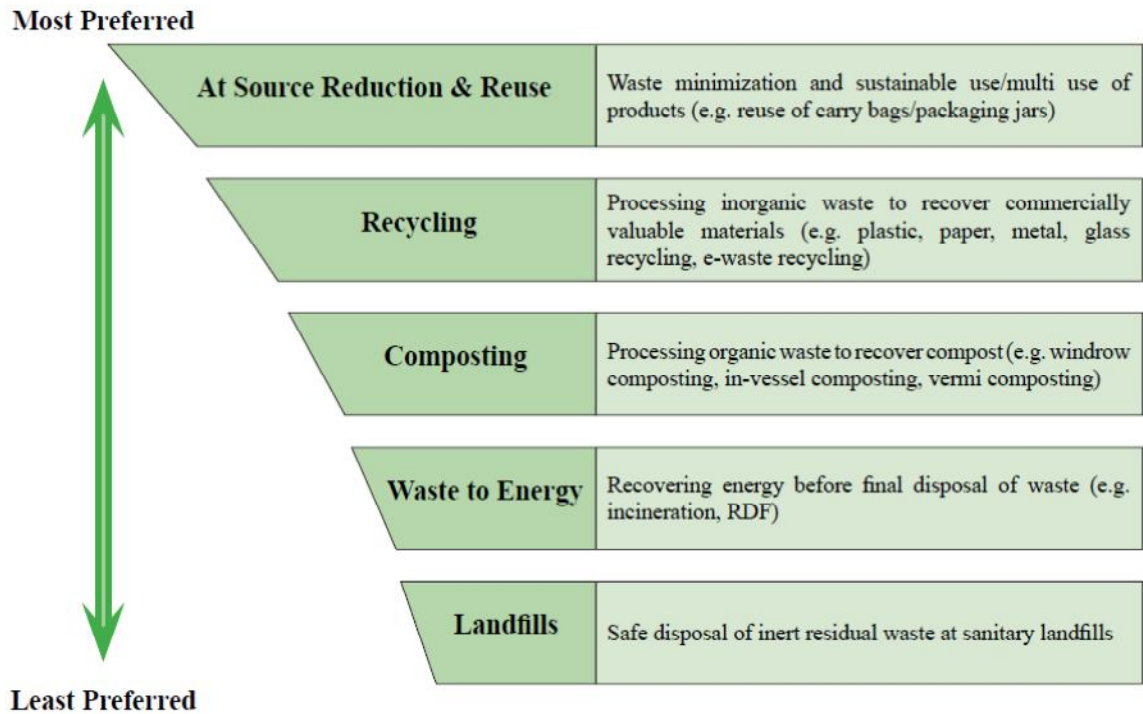 Most Preferred
At Source Reduction & Reuse
Waste minimization and sustainable use/multi use of
products (e.g. reuse of carry bags/packaging jars)
Recycling
Processing inorganic waste to recover commercially
valuable materials (e.g. plastic, paper, metal, glass
recycling, e-waste recycling)
Composting
Processing organic waste to recover compost (e.g. windrow
composting, in-vessel composting, vermi composting)
Waste to Energy
Recovering energy before final disposal of waste (e.g.
incineration, RDF)
Landfills
Safe disposal of inert residual waste at sanitary landfills
Least Preferred